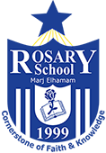 ROSARY
School
Marj Elhamam
1999
Cornerstone of Faith & Knowledge